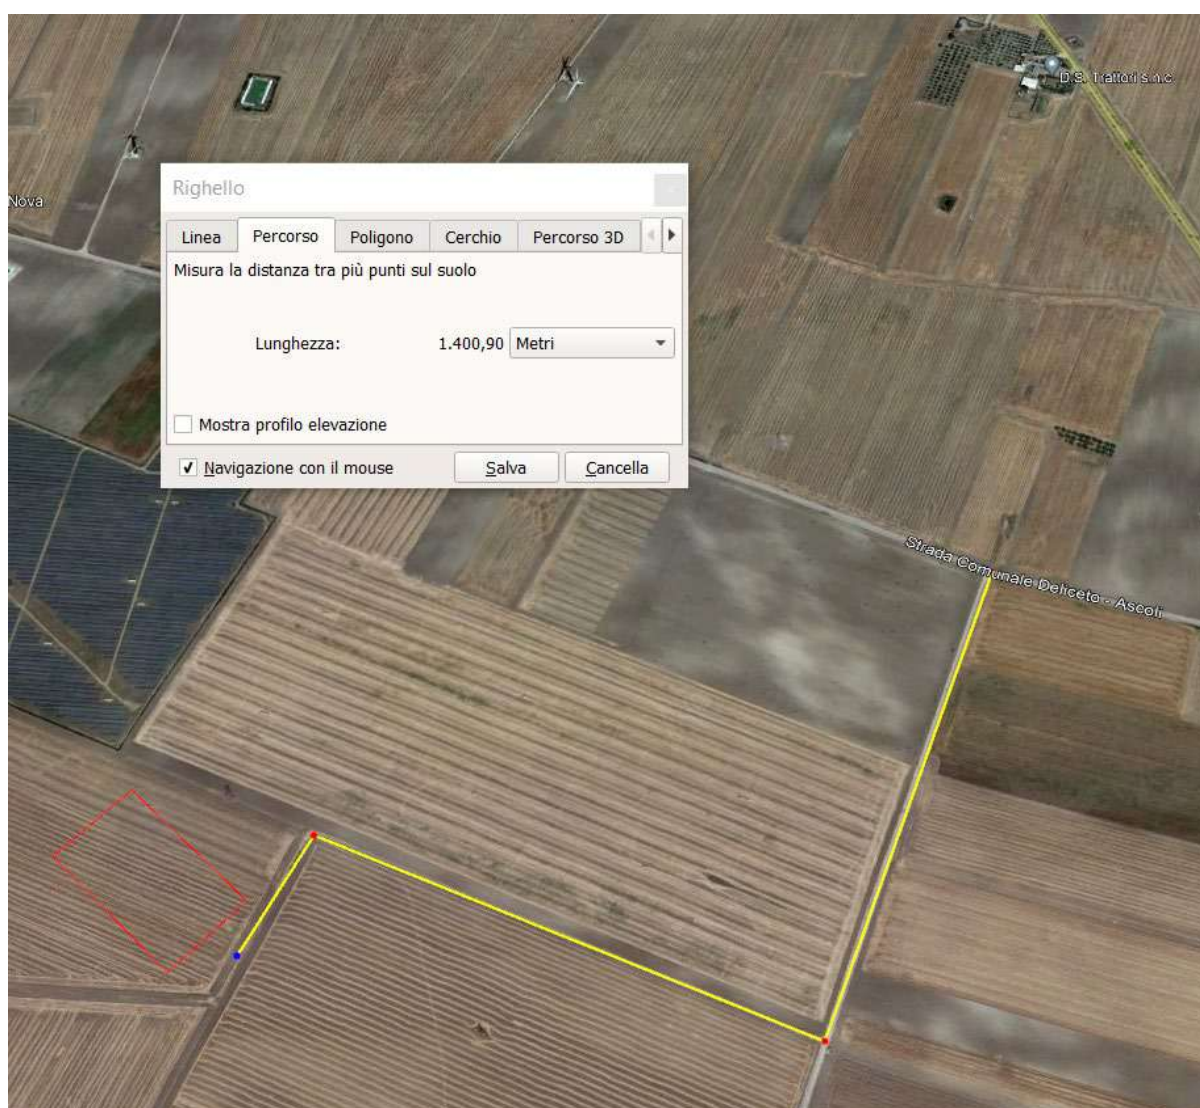 D.S. Trattori s.n.c.
Nova
Righello
Linea
Percorso
Poligono
Cerchio
Percorso 3D
Misura la distanza tra più punti sul suolo
Lunghezza:
1.400,90
Metri
Mostra profilo elevazione
Navigazione con il mouse
Salva
Cancella
Strada Comunale Deliceto - Ascoli